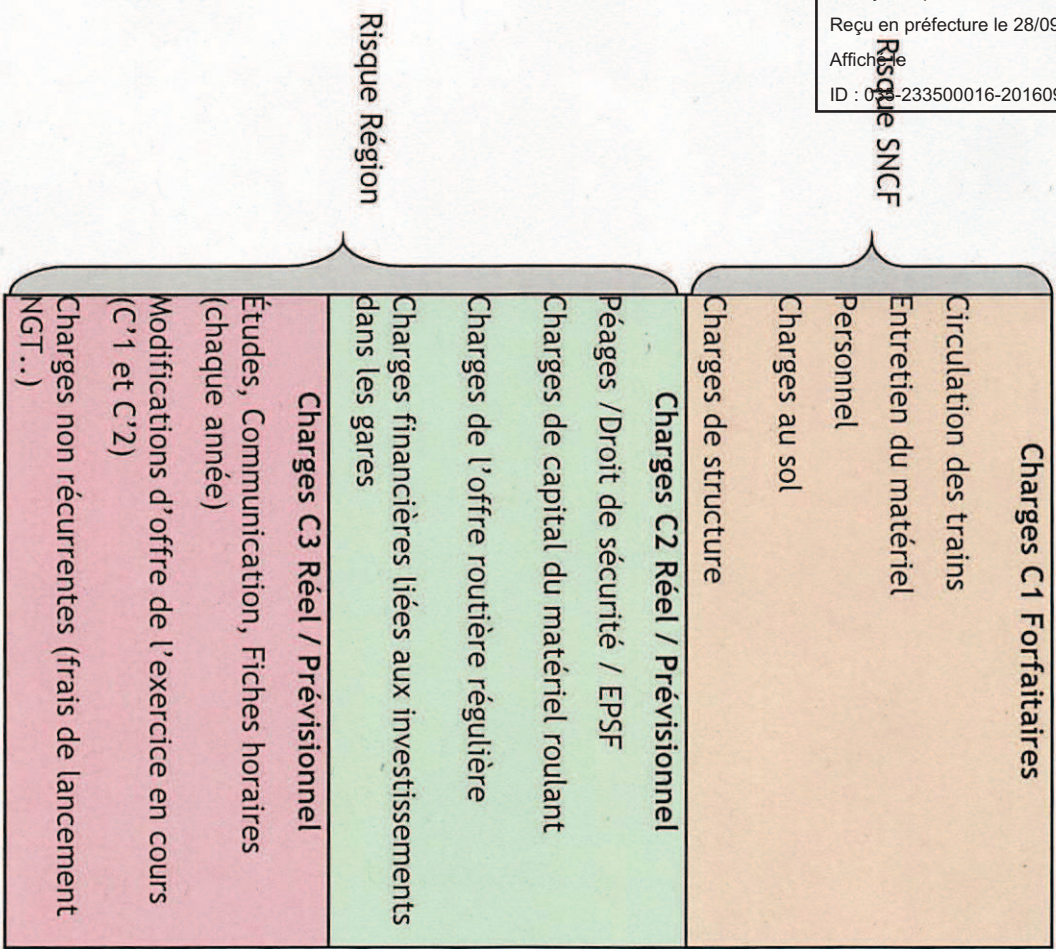 Reçu en préfecture le 28/09
Affiché le
ID : 0 -233500016-201609
Risque SNCF
Charges C1 Forfaitaires
Circulation des trains
Entretien du matériel
Personnel
Charges au sol
Charges de structure
Risque Région
Charges C2 Réel / Prévisionnel
Péages /Droit de sécurité / EPSF
Charges de capital du matériel roulant
Charges de l'offre routière régulière
Charges financières liées aux investissements
dans les gares
Charges C3 Réel / Prévisionnel
Études, Communication, Fiches horaires
(chaque année)
Modifications d'offre de l'exercice en cours
(C'1 et C'2)
Charges non récurrentes (frais de lancement
NGT..)